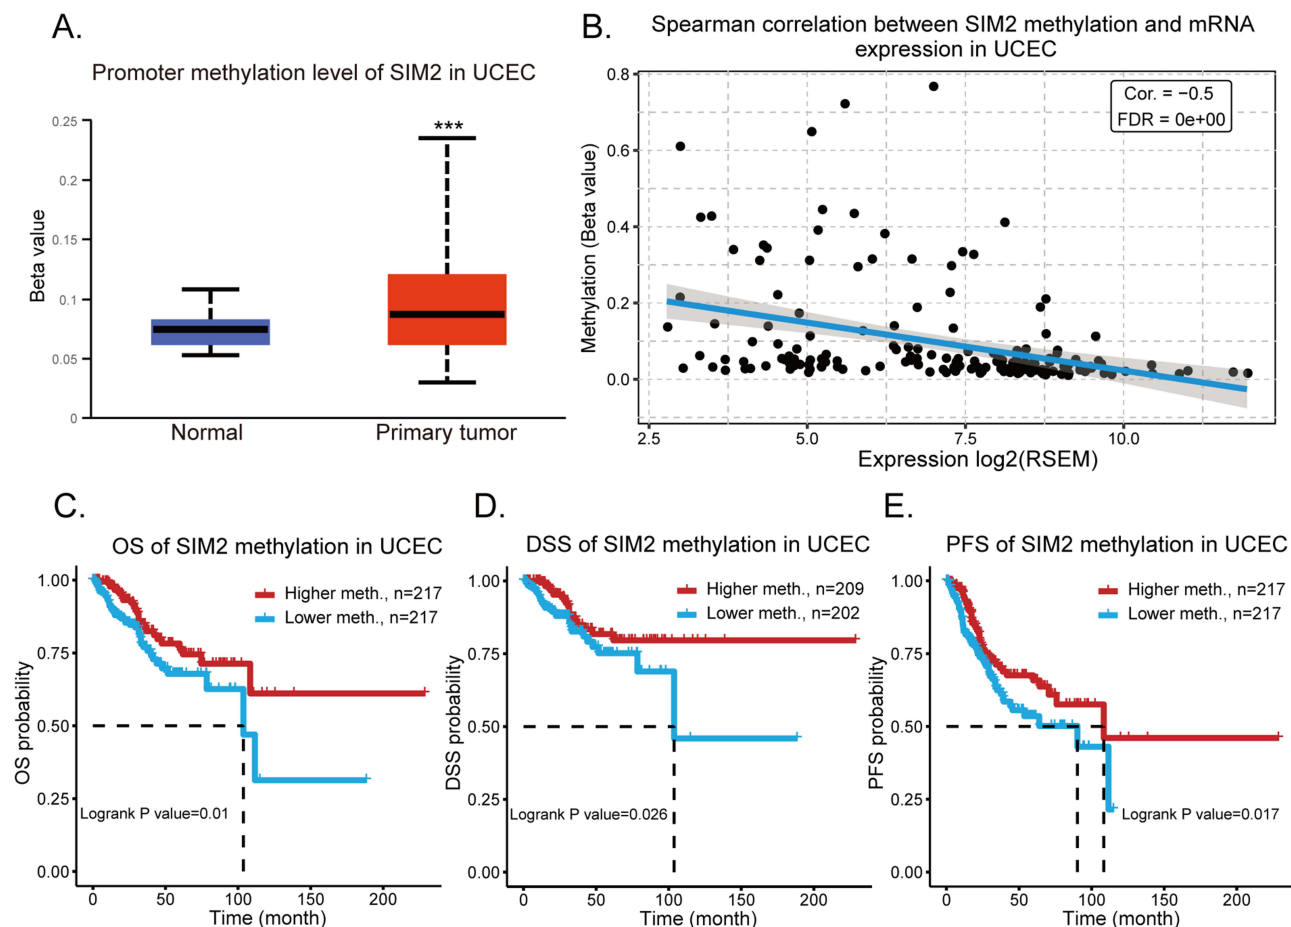 A.
Promoter methylation level of SIM2 in UCEC
Beta value
0.25
0.2
0.15
0.1
0.05
0
***
Normal
Primary tumor
B.
Spearman correlation between SIM2 methylation and mRNA
expression in UCEC
Methylation (Beta value)
0.8
0.6
0.4
0.2
0.0
Cor. = −0.5
FDR = 0e+00
2.5
5.0
7.5
10.0
Expression log2(RSEM)
C.
OS of SIM2 methylation in UCEC
OS probability
1.00
0.75
0.50
0.25
0.00
Higher meth., n=217
Lower meth., n=217
Logrank P value=0.01
0
50
100
150
200
Time (month)
D.
DSS of SIM2 methylation in UCEC
DSS probability
1.00
0.75
0.50
0.25
0.00
Higher meth., n=209
Lower meth., n=202
Logrank P value=0.026
0
50
100
150
200
Time (month)
E.
PFS of SIM2 methylation in UCEC
PFS probability
1.00
0.75
0.50
0.25
0.00
Higher meth., n=217
Lower meth., n=217
Logrank P value=0.017
0
50
100
150
200
Time (month)